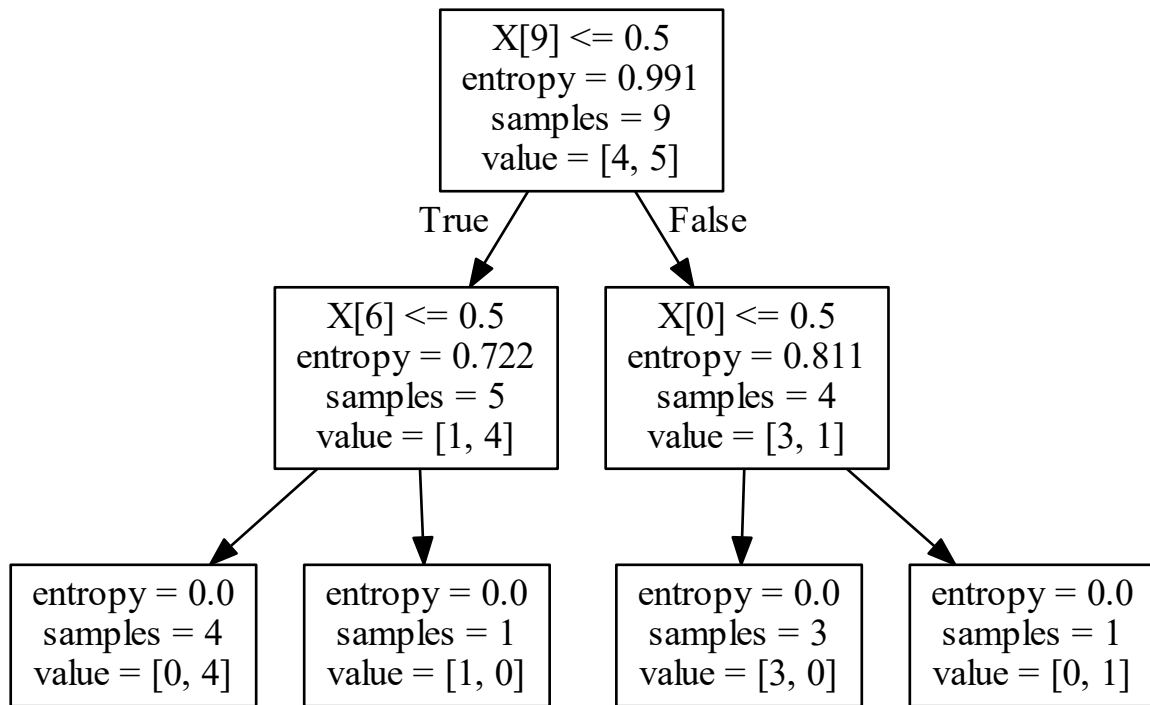 X[9] <= 0.5
entropy = 0.991
samples = 9
value = [4, 5]
True
False
X[6] <= 0.5
entropy = 0.722
samples = 5
value = [1, 4]
X[0] <= 0.5
entropy = 0.811
samples = 4
value = [3, 1]
entropy = 0.0
samples = 4
value = [0, 4]
entropy = 0.0
samples = 1
value = [1, 0]
entropy = 0.0
samples = 3
value = [3, 0]
entropy = 0.0
samples = 1
value = [0, 1]